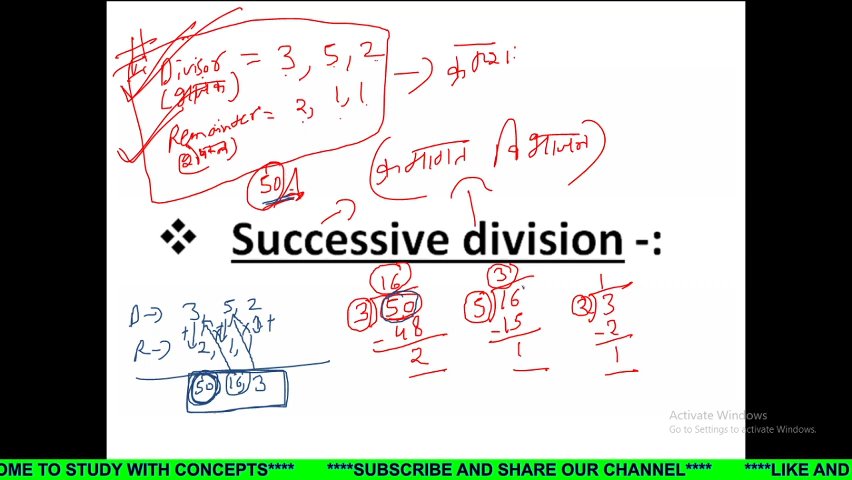 Divisor = 3, 5, 2 → क्रमशः
(भाजक)
Remainder = 2, 1, 1
50 A
(क्रमागत विभाजन)
❖ Successive division -:
D → 3, 5, 2
R → 2, 1, 1
50 16, 3
16
3) 50
- 48
2
3
5) 16
- 15
1
1
2) 3
- 2
1
Activate Windows
Go to Settings to activate Windows.
OME TO STUDY WITH CONCEPTS**** ****SUBSCRIBE AND SHARE OUR CHANNEL**** ****LIKE AND